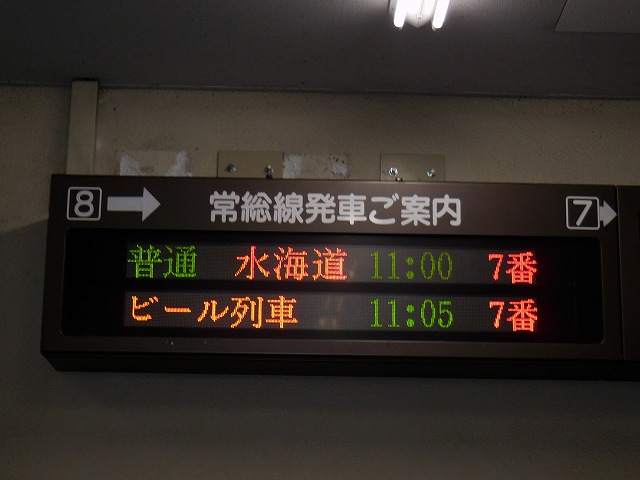 8 → 常総線発車ご案内 7 →
普通 水海道 11:00 7番
ビール列車 11:05 7番